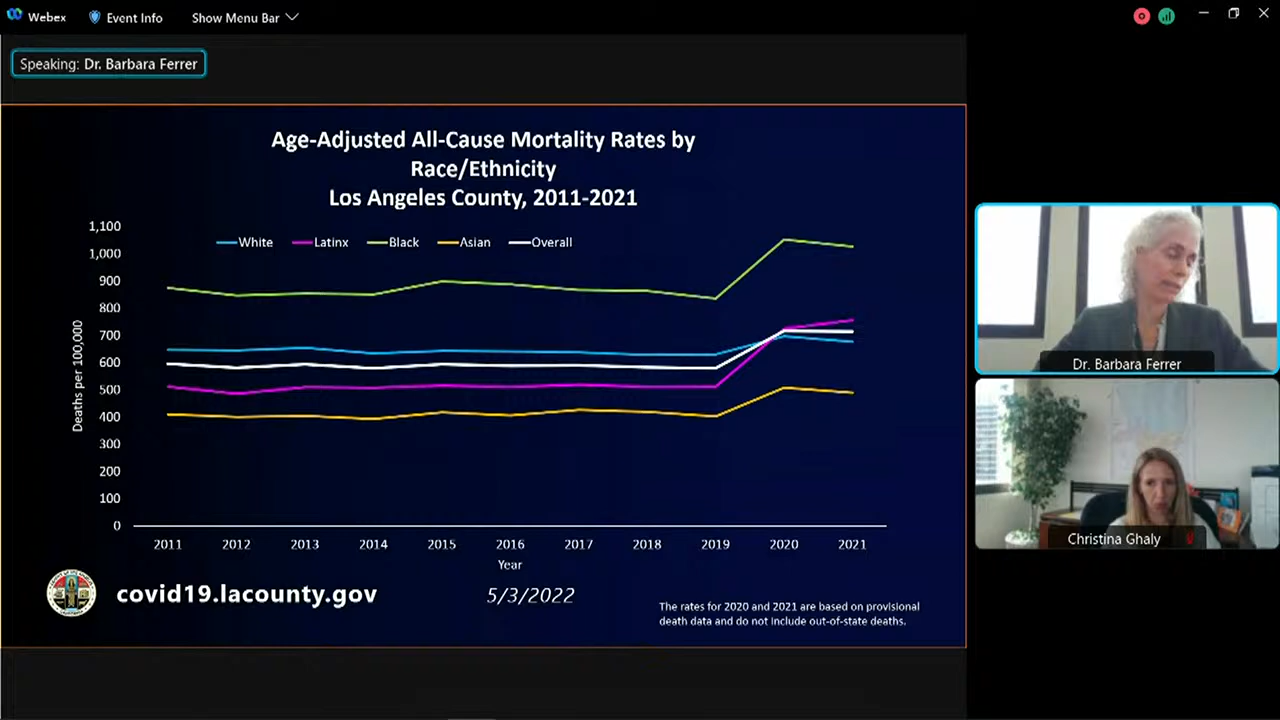 Webex
Event Info
Show Menu Bar
Speaking: Dr. Barbara Ferrer
Age-Adjusted All-Cause Mortality Rates by
Race/Ethnicity
Los Angeles County, 2011-2021
White
Latinx
Black
Asian
Overall
Deaths per 100,000
1,100
1,000
900
800
700
600
500
400
300
200
100
0
2011 2012 2013 2014 2015 2016 2017 2018 2019 2020 2021
Year
covid19.lacounty.gov
5/3/2022
The rates for 2020 and 2021 are based on provisional
death data and do not include out-of-state deaths.
Dr. Barbara Ferrer
Christina Ghaly